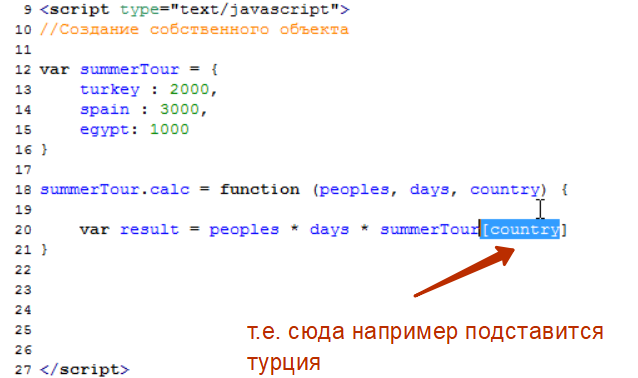 9 <script type="text/javascript">
10 //Создание собственного объекта
11
12 var summerTour = {
13     turkey : 2000,
14     spain : 3000,
15     egypt: 1000
16 }
17
18 summerTour.calc = function (peoples, days, country) {
19
20     var result = peoples * days * summerTour[country]
21 }
22
23
24
25
26
27 </script>
т.е. сюда например подставится
турция